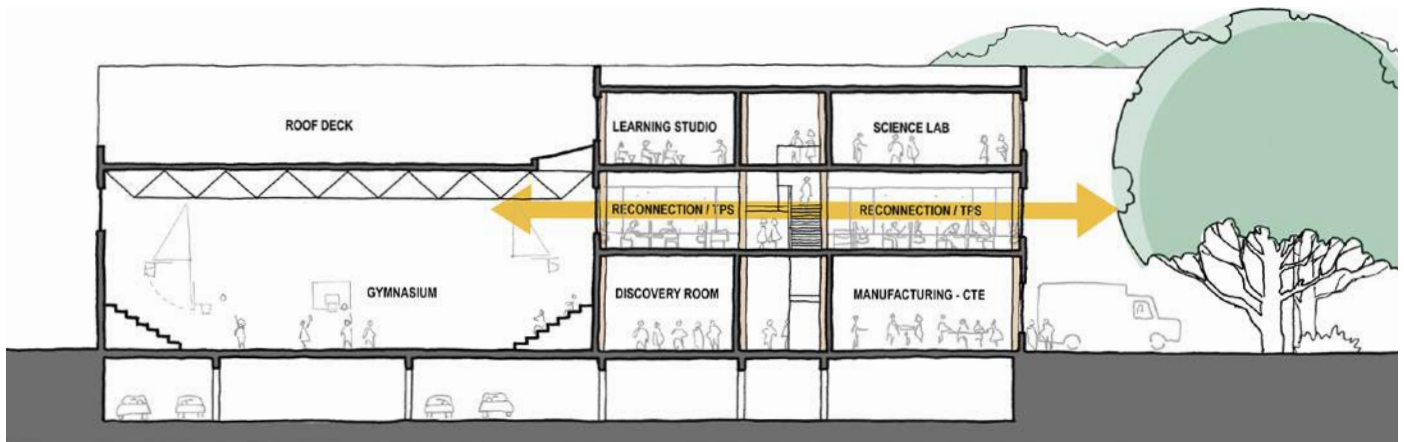 ROOF DECK
LEARNING STUDIO
SCIENCE LAB
RECONNECTION / TPS
RECONNECTION / TPS
GYMNASIUM
DISCOVERY ROOM
MANUFACTURING - CTE